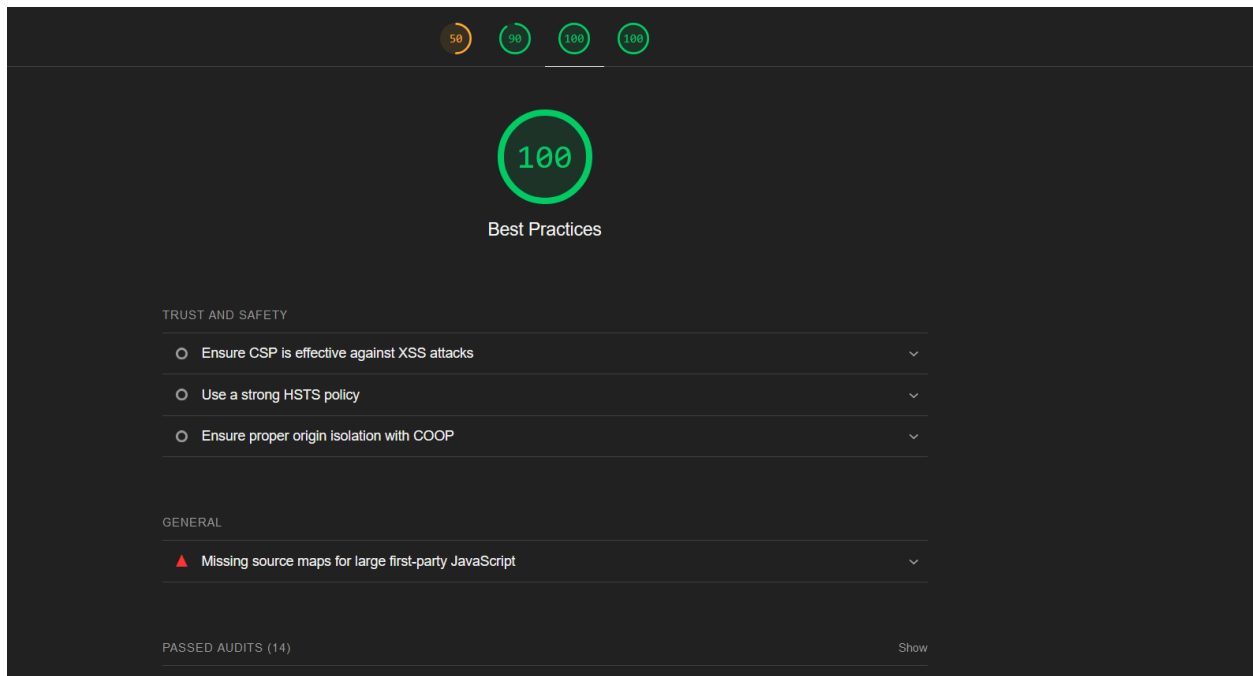 50 90 100 100
100
Best Practices
TRUST AND SAFETY
Ensure CSP is effective against XSS attacks
Use a strong HSTS policy
Ensure proper origin isolation with COOP
GENERAL
Missing source maps for large first-party JavaScript
PASSED AUDITS (14) Show